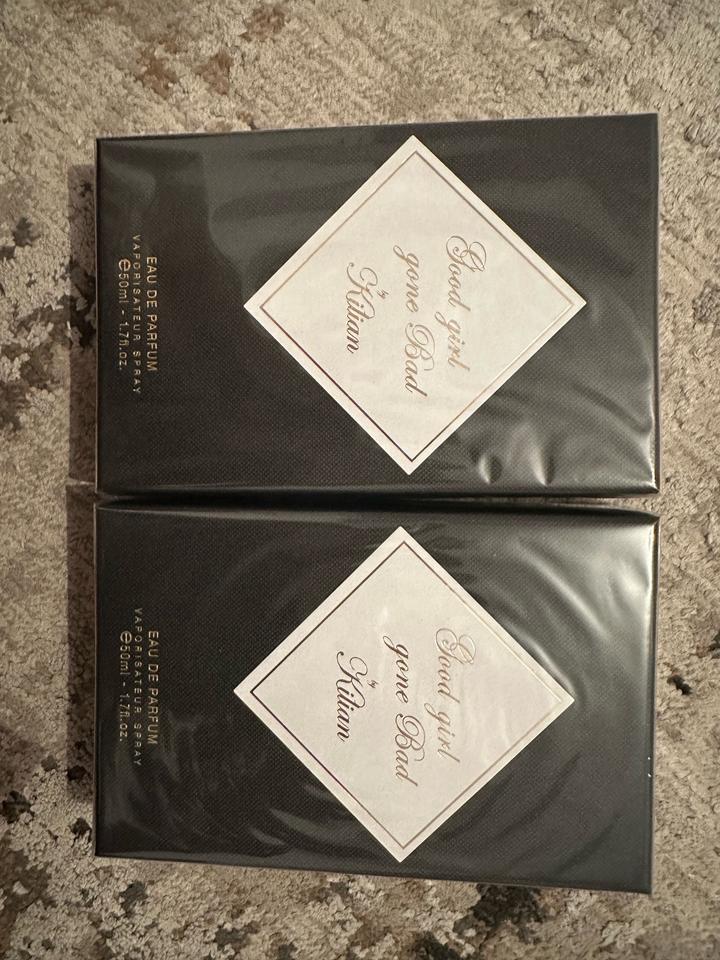 Good girl
gone Bad
by
Kilian
EAU DE PARFUM
VAPORISATEUR SPRAY
℮50ml - 1.7fl.oz.
Good girl
gone Bad
by
Kilian
EAU DE PARFUM
VAPORISATEUR SPRAY
℮50ml - 1.7fl.oz.